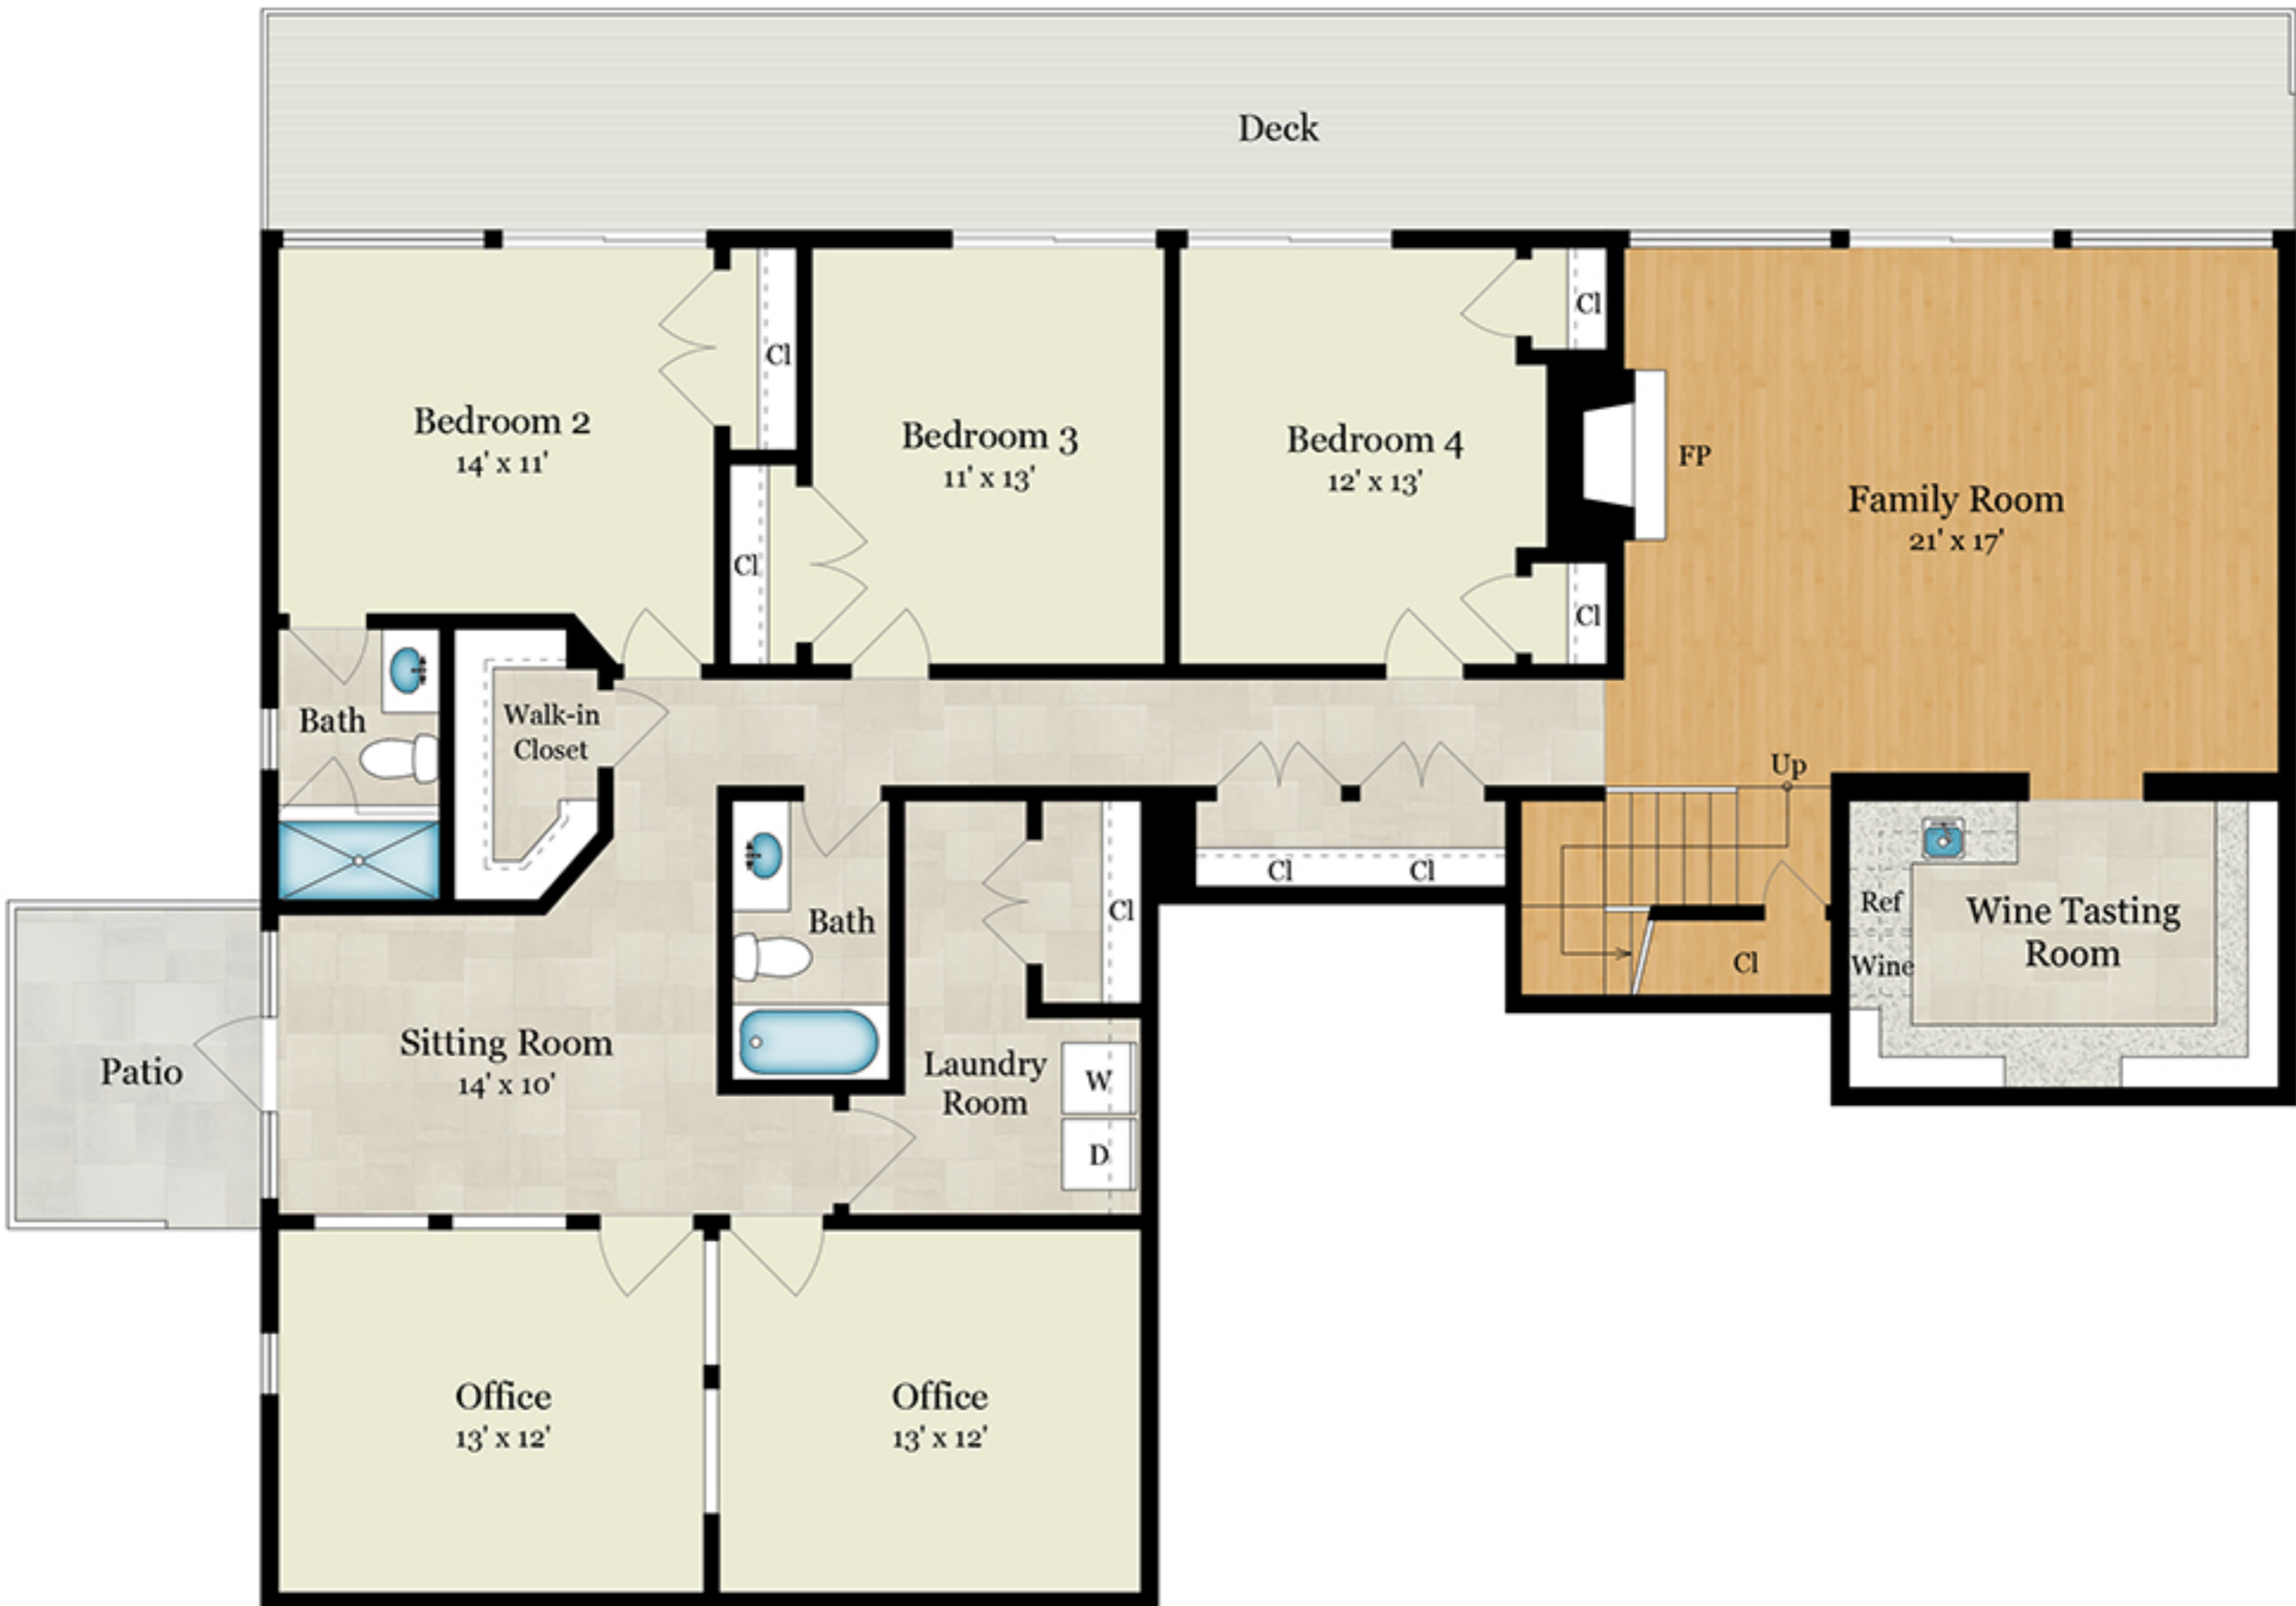 Deck
Bedroom 2
14' x 11'
Cl
Cl
Bedroom 3
11' x 13'
Bedroom 4
12' x 13'
Cl
Cl
FP
Family Room
21' x 17'
Bath
Walk-in
Closet
Up
Cl
Cl
Cl
Bath
Cl
Ref
Wine
Wine Tasting
Room
Patio
Sitting Room
14' x 10'
Laundry
Room
W
D
Office
13' x 12'
Office
13' x 12'